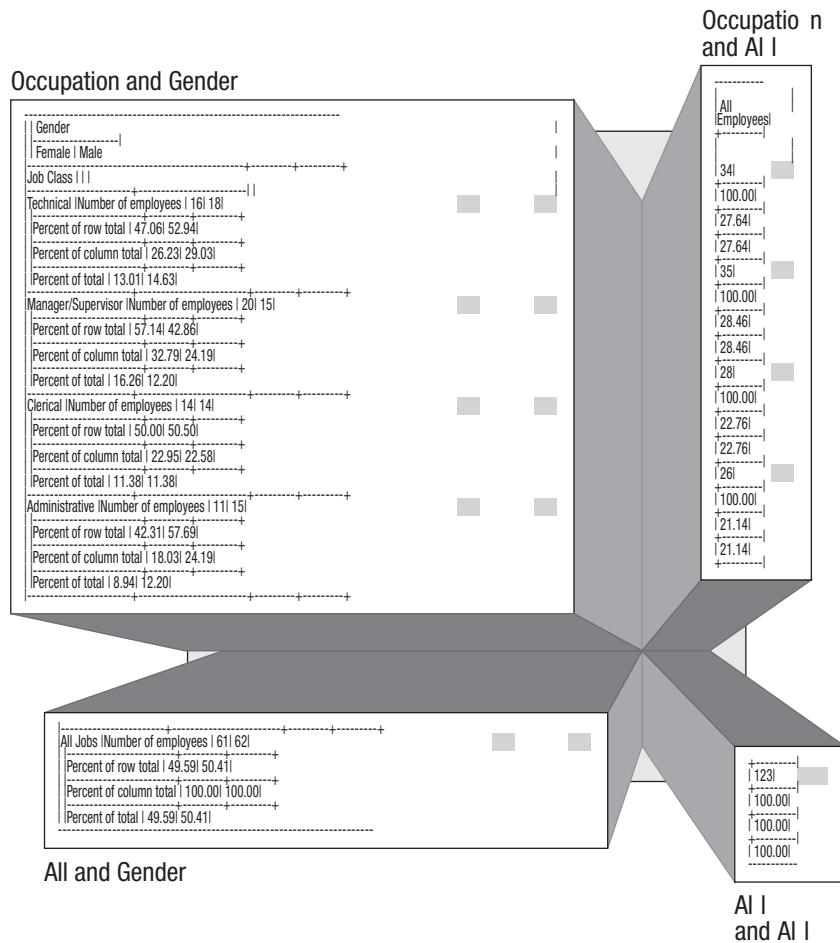 Occupatio n
and Al l
Occupation and Gender
-----------------------------------------------------------------------
| | Gender |
| |-------------------|
| | Female | Male |
|-------------------------------------------------+--------+---------+
|Job Class | | |
|------------------------+------------------------| |
|Technical |Number of employees | 16| 18|
| |------------------------+---------+---------+
| |Percent of row total | 47.06| 52.94|
| |------------------------+---------+---------+
| |Percent of column total | 26.23| 29.03|
| |------------------------+---------+---------+
| |Percent of total | 13.01| 14.63|
|------------------------+------------------------+--------+---------+
|Manager/Supervisor |Number of employees | 20| 15|
| |------------------------+---------+---------+
| |Percent of row total | 57.14| 42.86|
| |------------------------+---------+---------+
| |Percent of column total | 32.79| 24.19|
| |------------------------+---------+---------+
| |Percent of total | 16.26| 12.20|
|------------------------+------------------------+--------+---------+
|Clerical |Number of employees | 14| 14|
| |------------------------+---------+---------+
| |Percent of row total | 50.00| 50.50|
| |------------------------+---------+---------+
| |Percent of column total | 22.95| 22.58|
| |------------------------+---------+---------+
| |Percent of total | 11.38| 11.38|
|------------------------+------------------------+--------+---------+
|Administrative |Number of employees | 11| 15|
| |------------------------+---------+---------+
| |Percent of row total | 42.31| 57.69|
| |------------------------+---------+---------+
| |Percent of column total | 18.03| 24.19|
| |------------------------+---------+---------+
| |Percent of total | 8.94| 12.20|
|------------------------+------------------------+--------+---------+
-----------
| |
| All |
|Employees|
+---------|
| |
| 34|
+---------|
| 100.00|
+---------|
| 27.64|
+---------|
| 27.64|
+---------|
| 35|
+---------|
| 100.00|
+---------|
| 28.46|
+---------|
| 28.46|
+---------|
| 28|
+---------|
| 100.00|
+---------|
| 22.76|
+---------|
| 22.76|
+---------|
| 26|
+---------|
| 100.00|
+---------|
| 21.14|
+---------|
| 21.14|
+---------|
|------------------------+------------------------+--------+---------+
|All Jobs |Number of employees | 61| 62|
| |------------------------+---------+---------+
| |Percent of row total | 49.59| 50.41|
| |------------------------+---------+---------+
| |Percent of column total | 100.00| 100.00|
| |------------------------+---------+---------+
| |Percent of total | 49.59| 50.41|
-----------------------------------------------------------------------
All and Gender
+---------|
| 123|
+---------|
| 100.00|
+---------|
| 100.00|
+---------|
| 100.00|
-----------
Al l
and Al l